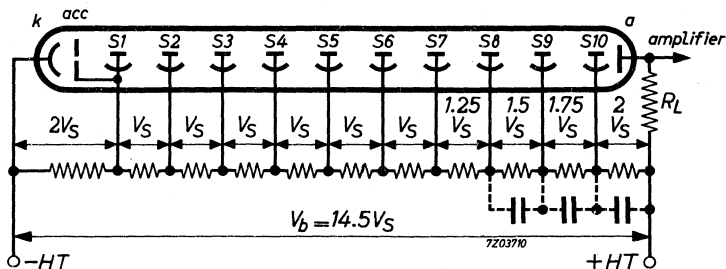 k acc S1 S2 S3 S4 S5 S6 S7 S8 S9 S10 a amplifier
1.25 1.5 1.75 2 RL
2VS VS VS VS VS VS VS VS VS VS VS
7Z03710
Vb=14.5VS
-HT +HT